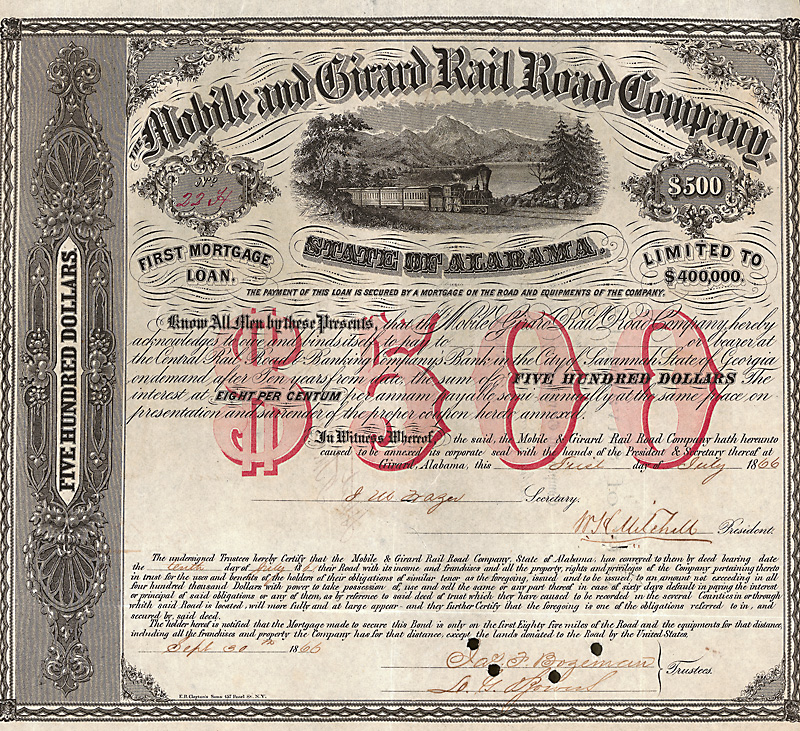 THE Mobile and Girard Rail Road Company.
No. 234
$500
FIRST MORTGAGE LOAN.
STATE OF ALABAMA.
LIMITED TO $400,000.
THE PAYMENT OF THIS LOAN IS SECURED BY A MORTGAGE ON THE ROAD AND EQUIPMENTS OF THE COMPANY.
FIVE HUNDRED DOLLARS
$500
Know All Men by these Presents, that the Mobile & Girard Rail Road Company hereby
acknowledges to owe and binds itself to pay to or bearer at
the Central Rail Road & Banking Company's Bank in the City of Savannah State of Georgia
on demand after Ten years from date, the sum of FIVE HUNDRED DOLLARS The
interest at EIGHT PER CENTUM per annum payable semi annually at the same place on
presentation and surrender of the proper coupon hereto annexed.
In Witness Whereof, the said, the Mobile & Girard Rail Road Company hath hereunto
caused to be annexed its corporate seal with the hands of the President & Secretary thereof at
Girard, Alabama, this day of July 1866
Secretary.
W H Mitchell President.
The undersigned Trustees hereby Certify that the Mobile & Girard Rail Road Company, State of Alabama, has conveyed to them by deed bearing date
the tenth day of July 66 their Road with its income and franchises and all the property, rights and privileges of the Company pertaining thereto
in trust for the uses and benefits of the holders of their obligations of similar tenor as the foregoing, issued and to be issued, to an amount not exceeding in all
four hundred thousand Dollars with power to take possession of, use and sell the same or any part thereof in case of sixty days default in paying the interest
or principal of said obligations or any of them, as by reference to said deed of trust which they have caused to be recorded in the several Counties in or through
which said Road is located, will more fully and at large appear and they further Certify that the foregoing is one of the obligations referred to in, and
secured by, said deed.
The holder hereof is notified that the Mortgage made to secure this Bond is only on the first Eighty five miles of the Road and the equipments for that distance,
including all the franchises and property the Company has for that distance, except the lands donated to the Road by the United States.
Sept 30th 1866
F. Bozeman
Trustees.
E.B. Clayton's Sons 157 Pearl St. N.Y.